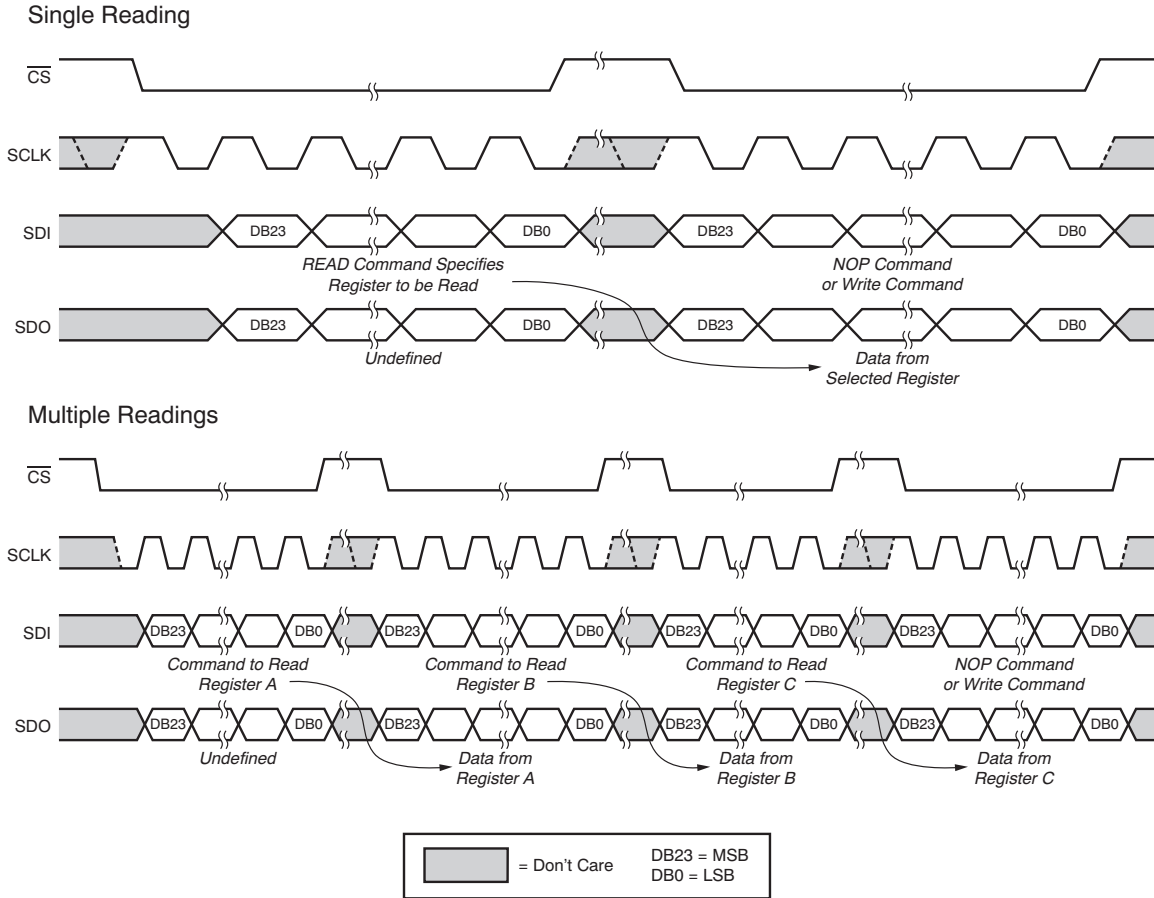 Single Reading
CS
SCLK
SDI
DB23
DB0
DB23
DB0
READ Command Specifies
Register to be Read
NOP Command
or Write Command
SDO
DB23
DB0
DB23
DB0
Undefined
Data from
Selected Register
Multiple Readings
CS
SCLK
SDI
DB23
DB0
DB23
DB0
DB23
DB0
DB23
DB0
Command to Read
Register A
Command to Read
Register B
Command to Read
Register C
NOP Command
or Write Command
SDO
DB23
DB0
DB23
DB0
DB23
DB0
DB23
DB0
Undefined
Data from
Register A
Data from
Register B
Data from
Register C
= Don't Care
DB23 = MSB
DB0 = LSB